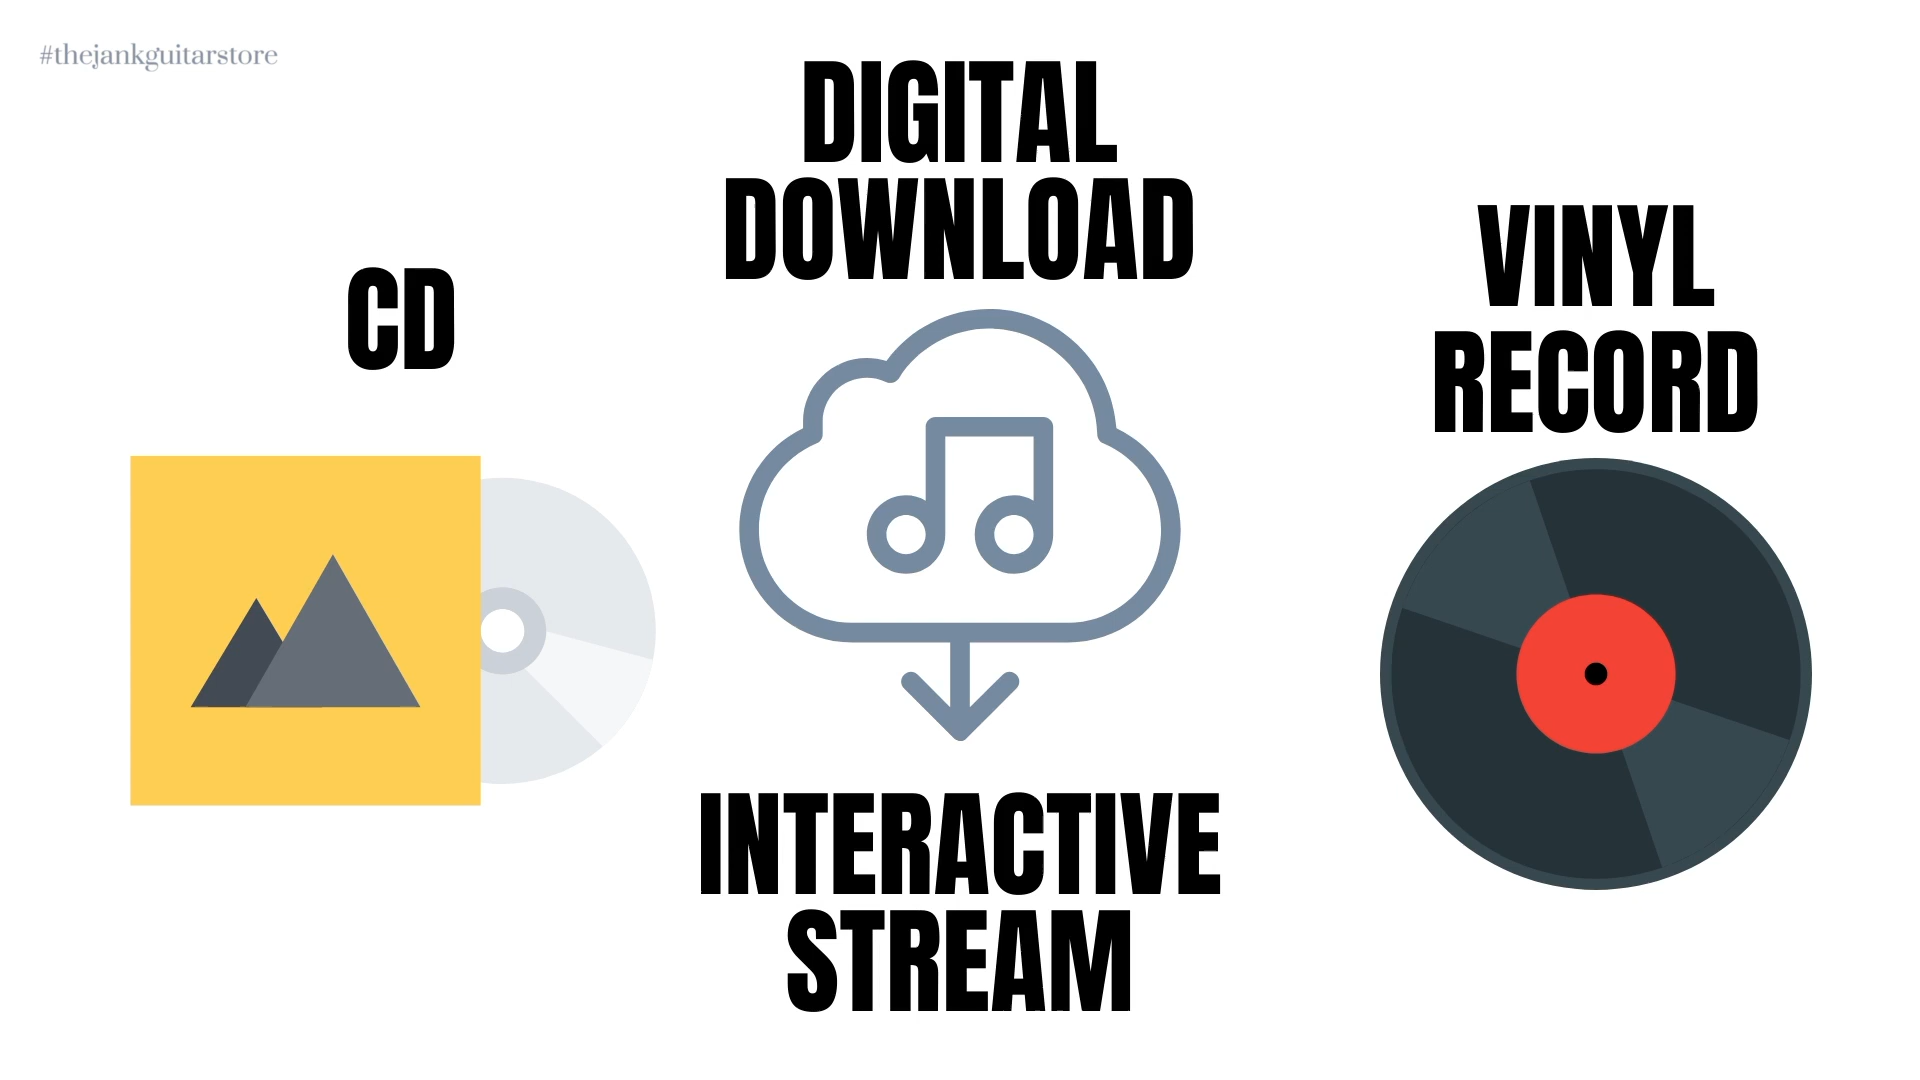 #thejankguitarstore
CD
DIGITAL
DOWNLOAD
INTERACTIVE
STREAM
VINYL
RECORD